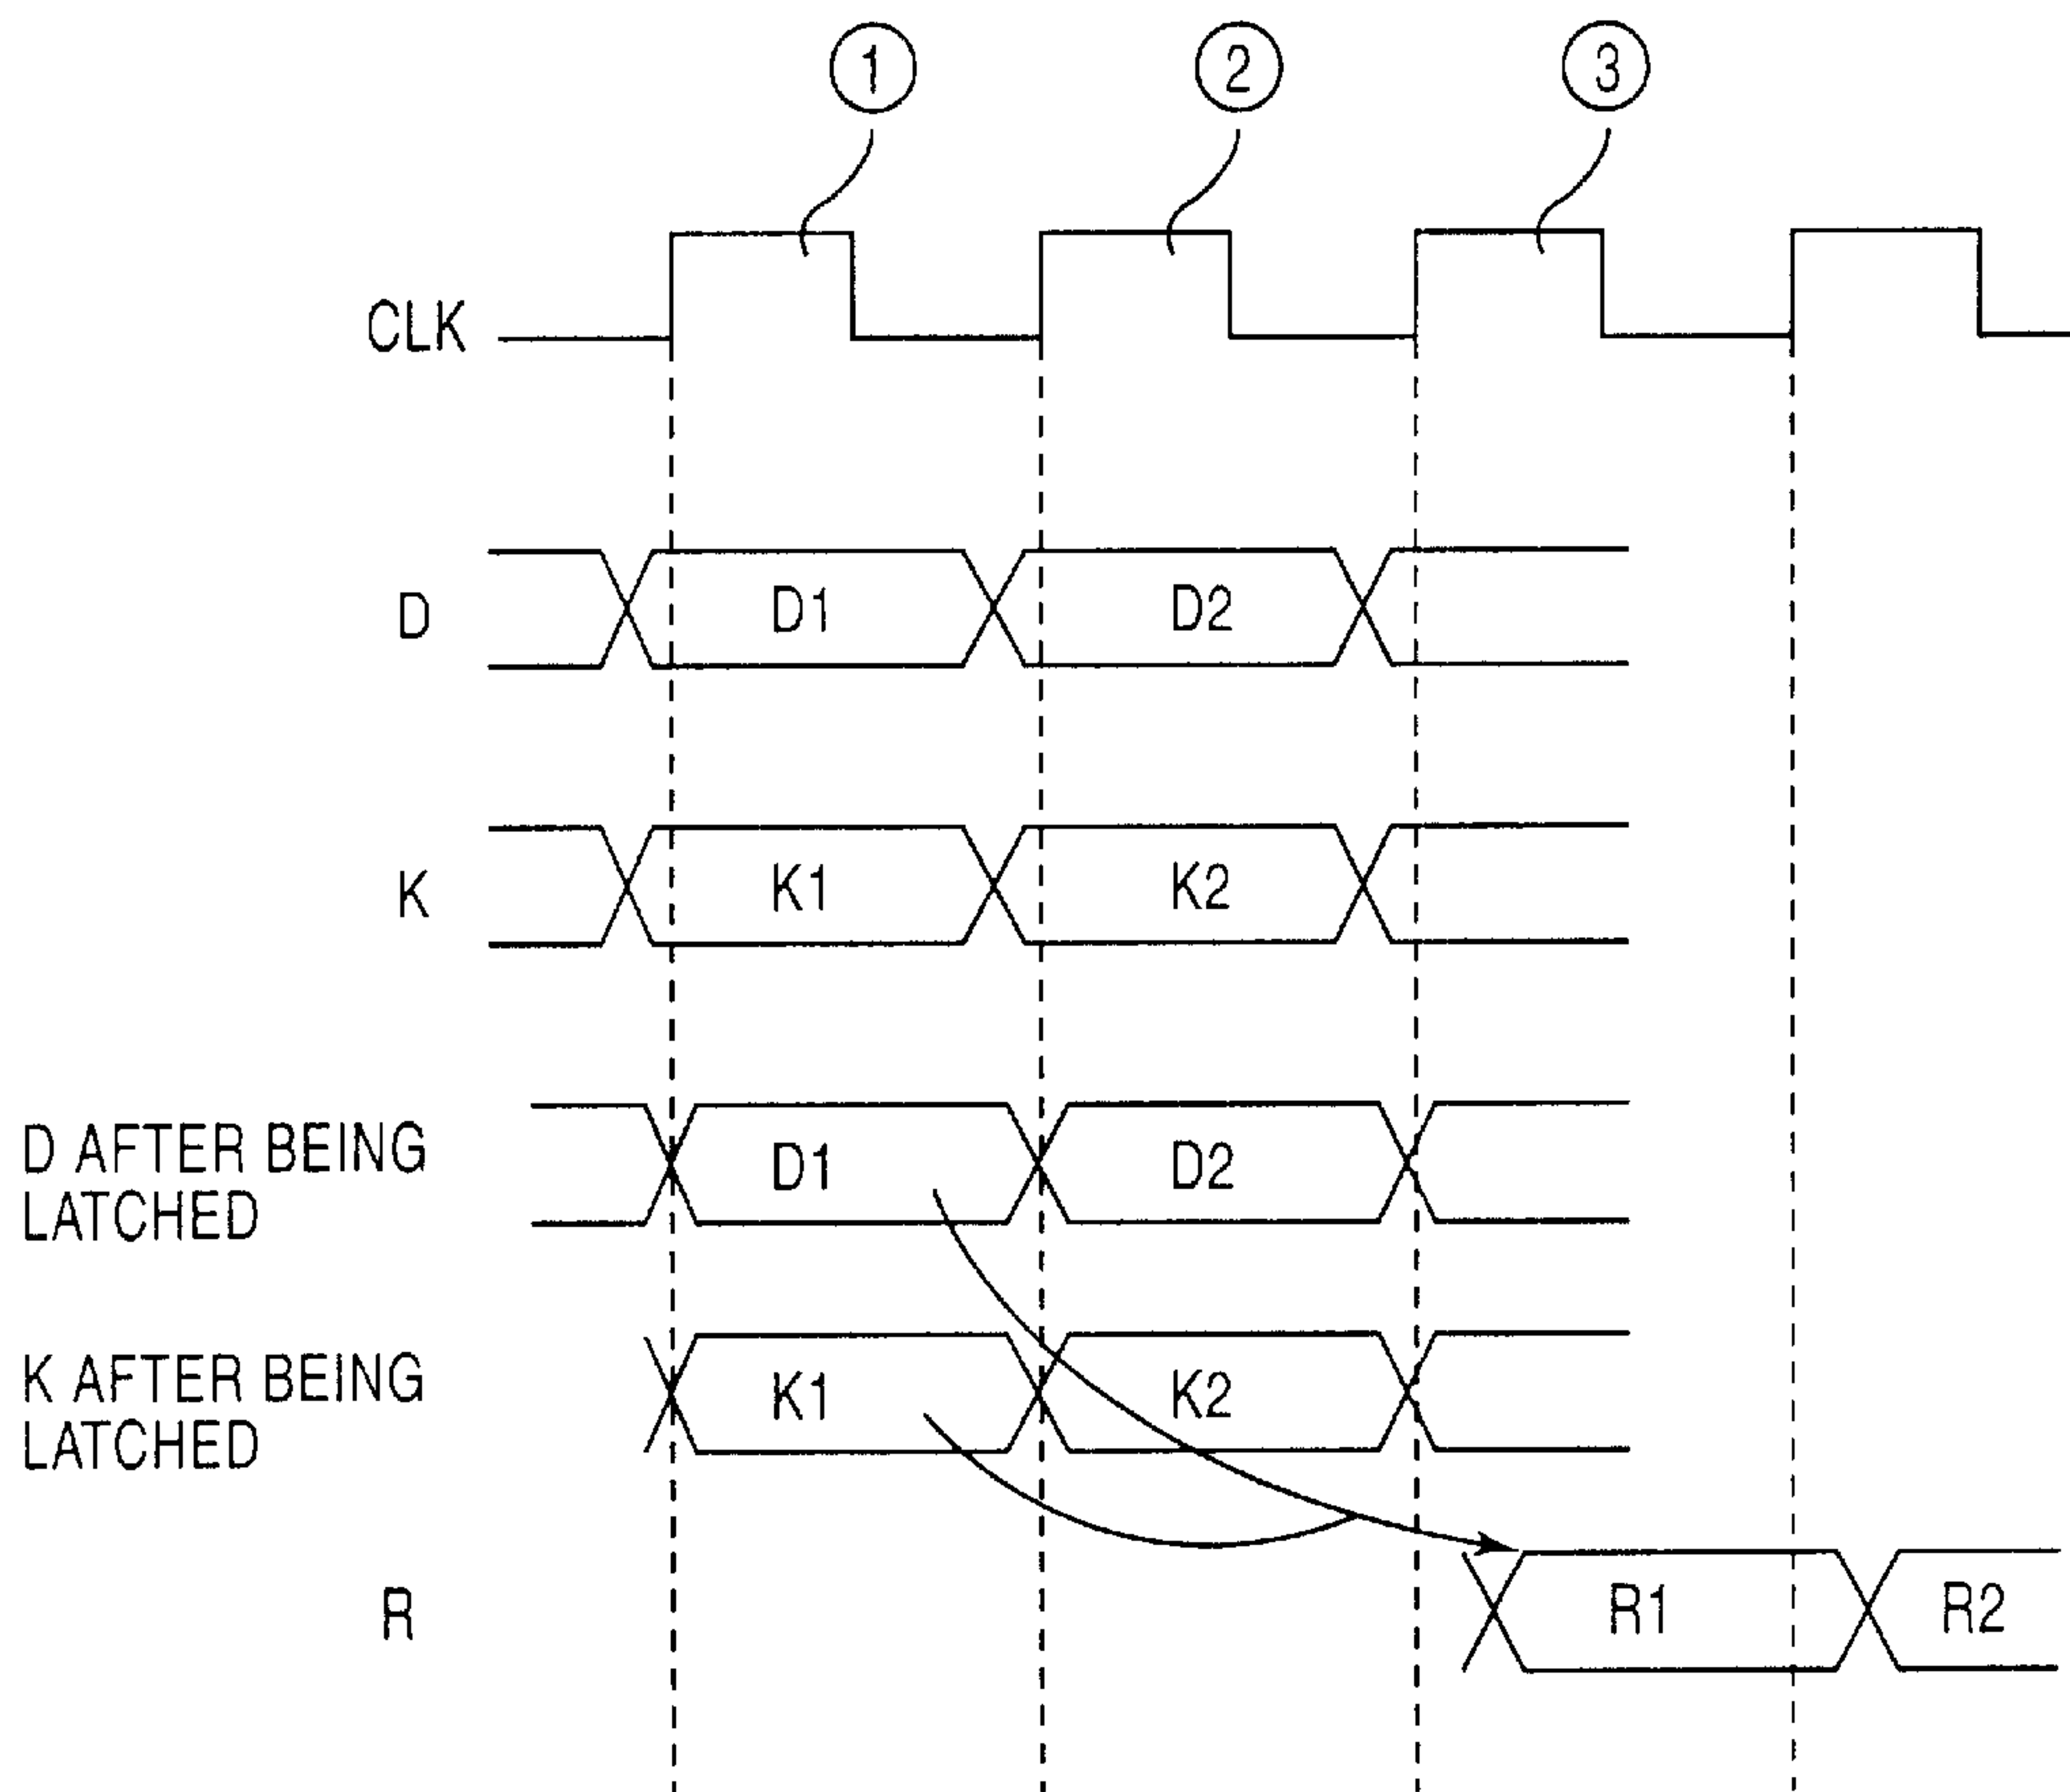 1 2 3
CLK
D D1 D2
K K1 K2
D AFTER BEING
LATCHED
D1 D2
K AFTER BEING
LATCHED
K1 K2
R R1 R2